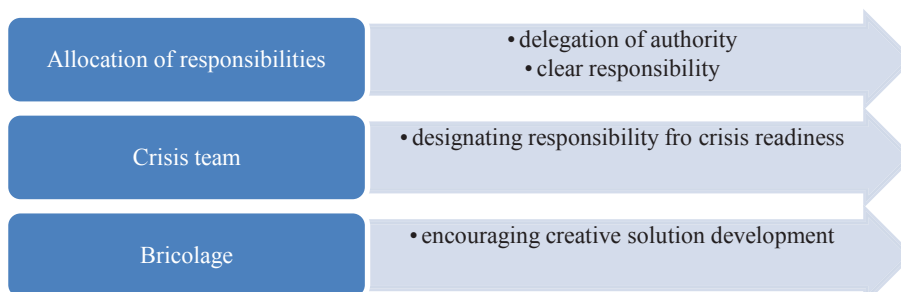 Allocation of responsibilities
• delegation of authority
• clear responsibility
Crisis team
• designating responsibility fro crisis readiness
Bricolage
• encouraging creative solution development